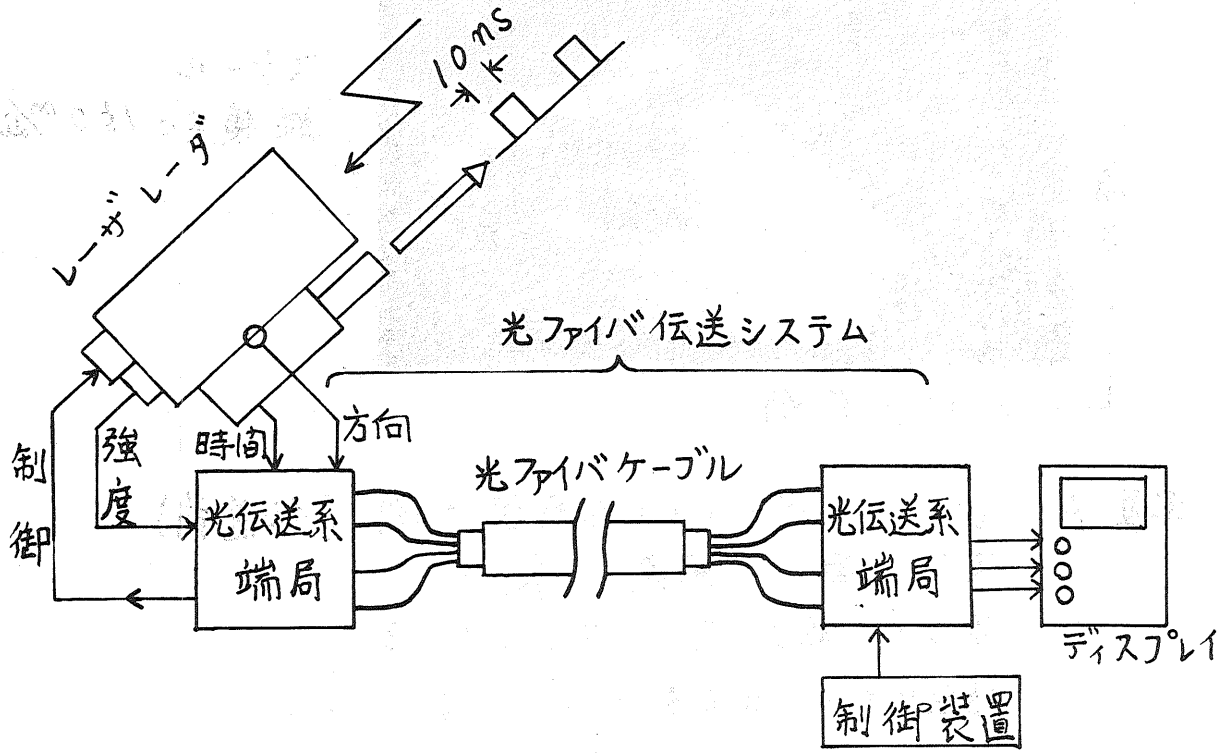 10ns
レーザレーダ
光ファイバ伝送システム
制御
強度
時間
方向
光ファイバケーブル
光伝送系
端局
光伝送系
端局
ディスプレイ
制御装置